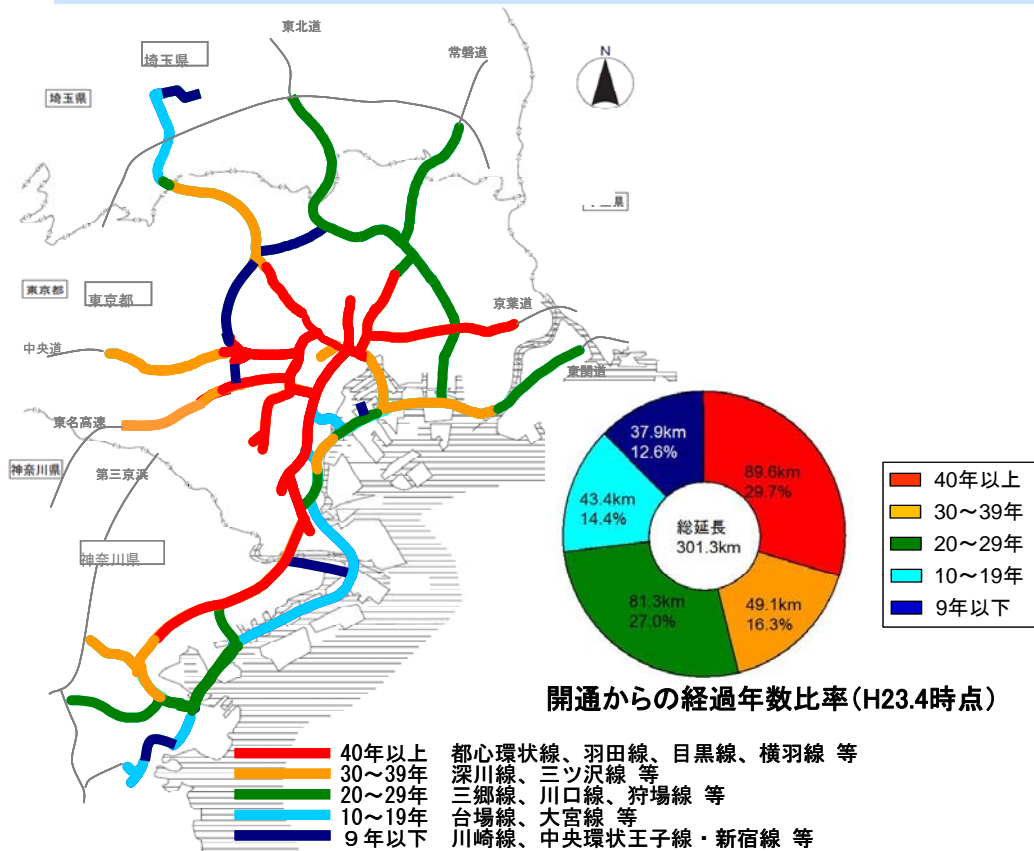 東北道
常磐道
埼玉県
N
埼玉県
県
東京都
東京都
京葉道
中央道
東関道
東名高速
神奈川県
第三京浜
神奈川県
37.9km
12.6%
89.6km
29.7%
43.4km
14.4%
総延長
301.3km
81.3km
27.0%
49.1km
16.3%
40年以上
30～39年
20～29年
10～19年
9年以下
開通からの経過年数比率(H23.4時点)
40年以上 都心環状線、羽田線、目黒線、横羽線 等
30～39年 深川線、三ツ沢線 等
20～29年 三郷線、川口線、狩場線 等
10～19年 台場線、大宮線 等
９年以下 川崎線、中央環状王子線・新宿線 等